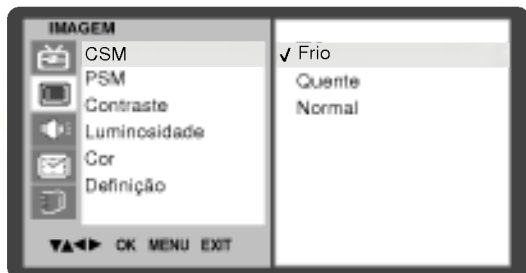 IMAGEM
CSM
PSM
Contraste
Luminosidade
Cor
Definição
▼▲◄► OK MENU EXIT
✓ Frio
Quente
Normal